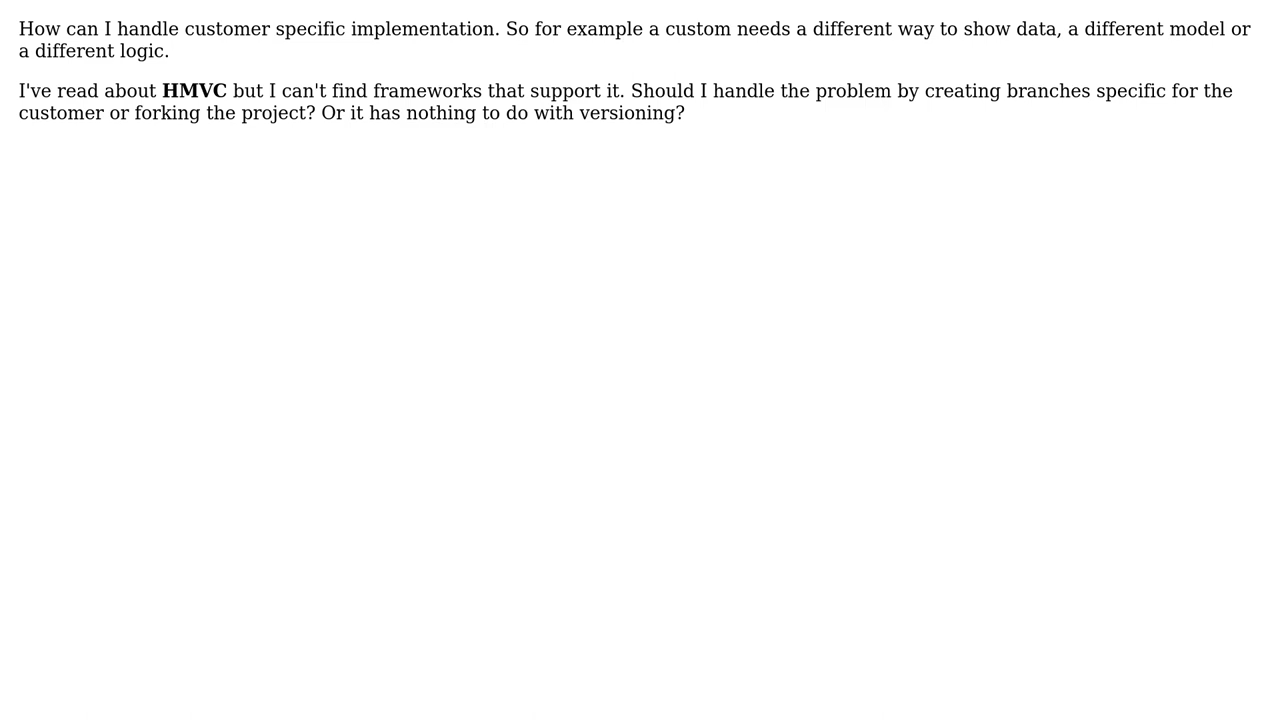 How can I handle customer specific implementation. So for example a custom needs a different way to show data, a different model or
a different logic.
I've read about HMVC but I can't find frameworks that support it. Should I handle the problem by creating branches specific for the
customer or forking the project? Or it has nothing to do with versioning?